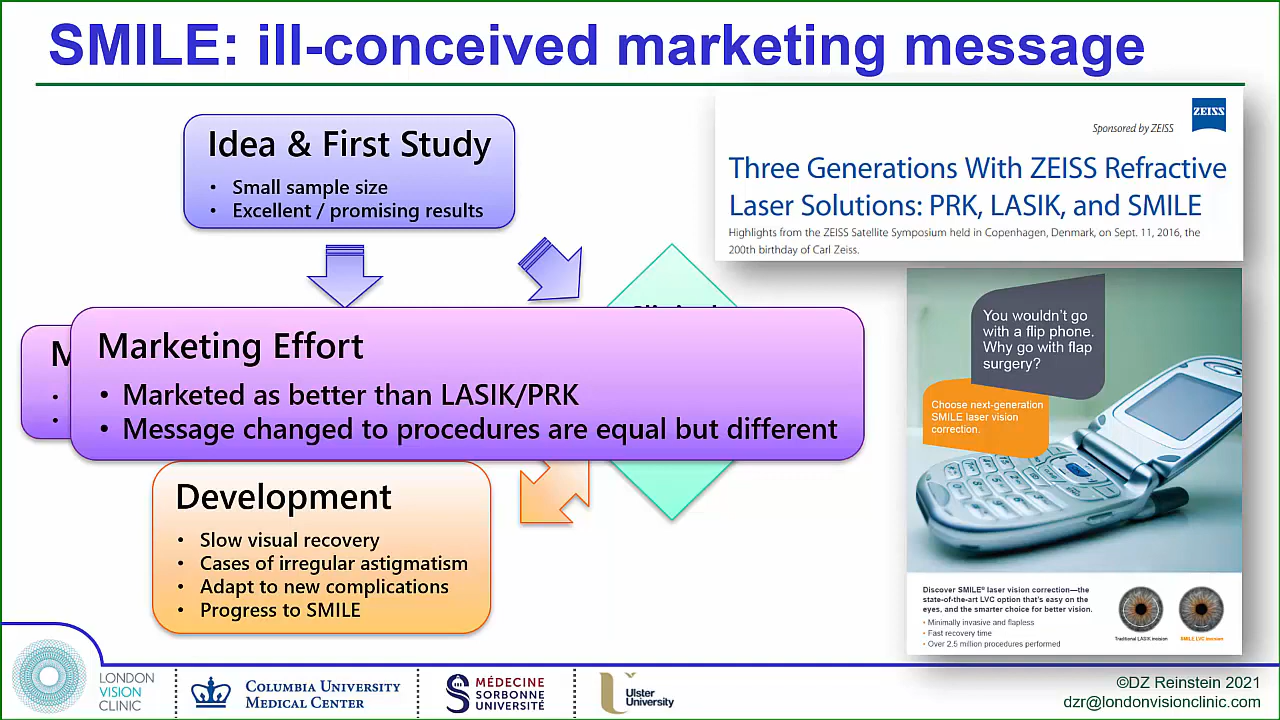 SMILE: ill-conceived marketing message
Idea & First Study
• Small sample size
• Excellent / promising results
Sponsored by ZEISS
ZEISS
Three Generations With ZEISS Refractive
Laser Solutions: PRK, LASIK, and SMILE
Highlights from the ZEISS Satellite Symposium held in Copenhagen, Denmark, on Sept. 11, 2016, the
200th birthday of Carl Zeiss.
Marketing Effort
• Marketed as better than LASIK/PRK
• Message changed to procedures are equal but different
You wouldn't go
with a flip phone.
Why go with flap
surgery?
Choose next-generation
SMILE laser vision
correction.
Development
• Slow visual recovery
• Cases of irregular astigmatism
• Adapt to new complications
• Progress to SMILE
Discover SMILE® laser vision correction—the
state-of-the-art LVC option that's easy on the
eyes, and the smarter choice for better vision.
• Minimally invasive and flapless
• Fast recovery time
• Over 2.5 million procedures performed
Traditional LASIK incision
SMILE LVC incision
LONDON
VISION
CLINIC
COLUMBIA UNIVERSITY
MEDICAL CENTER
MÉDECINE
SORBONNE
UNIVERSITÉ
Ulster
University
©DZ Reinstein 2021
dzr@londonvisionclinic.com